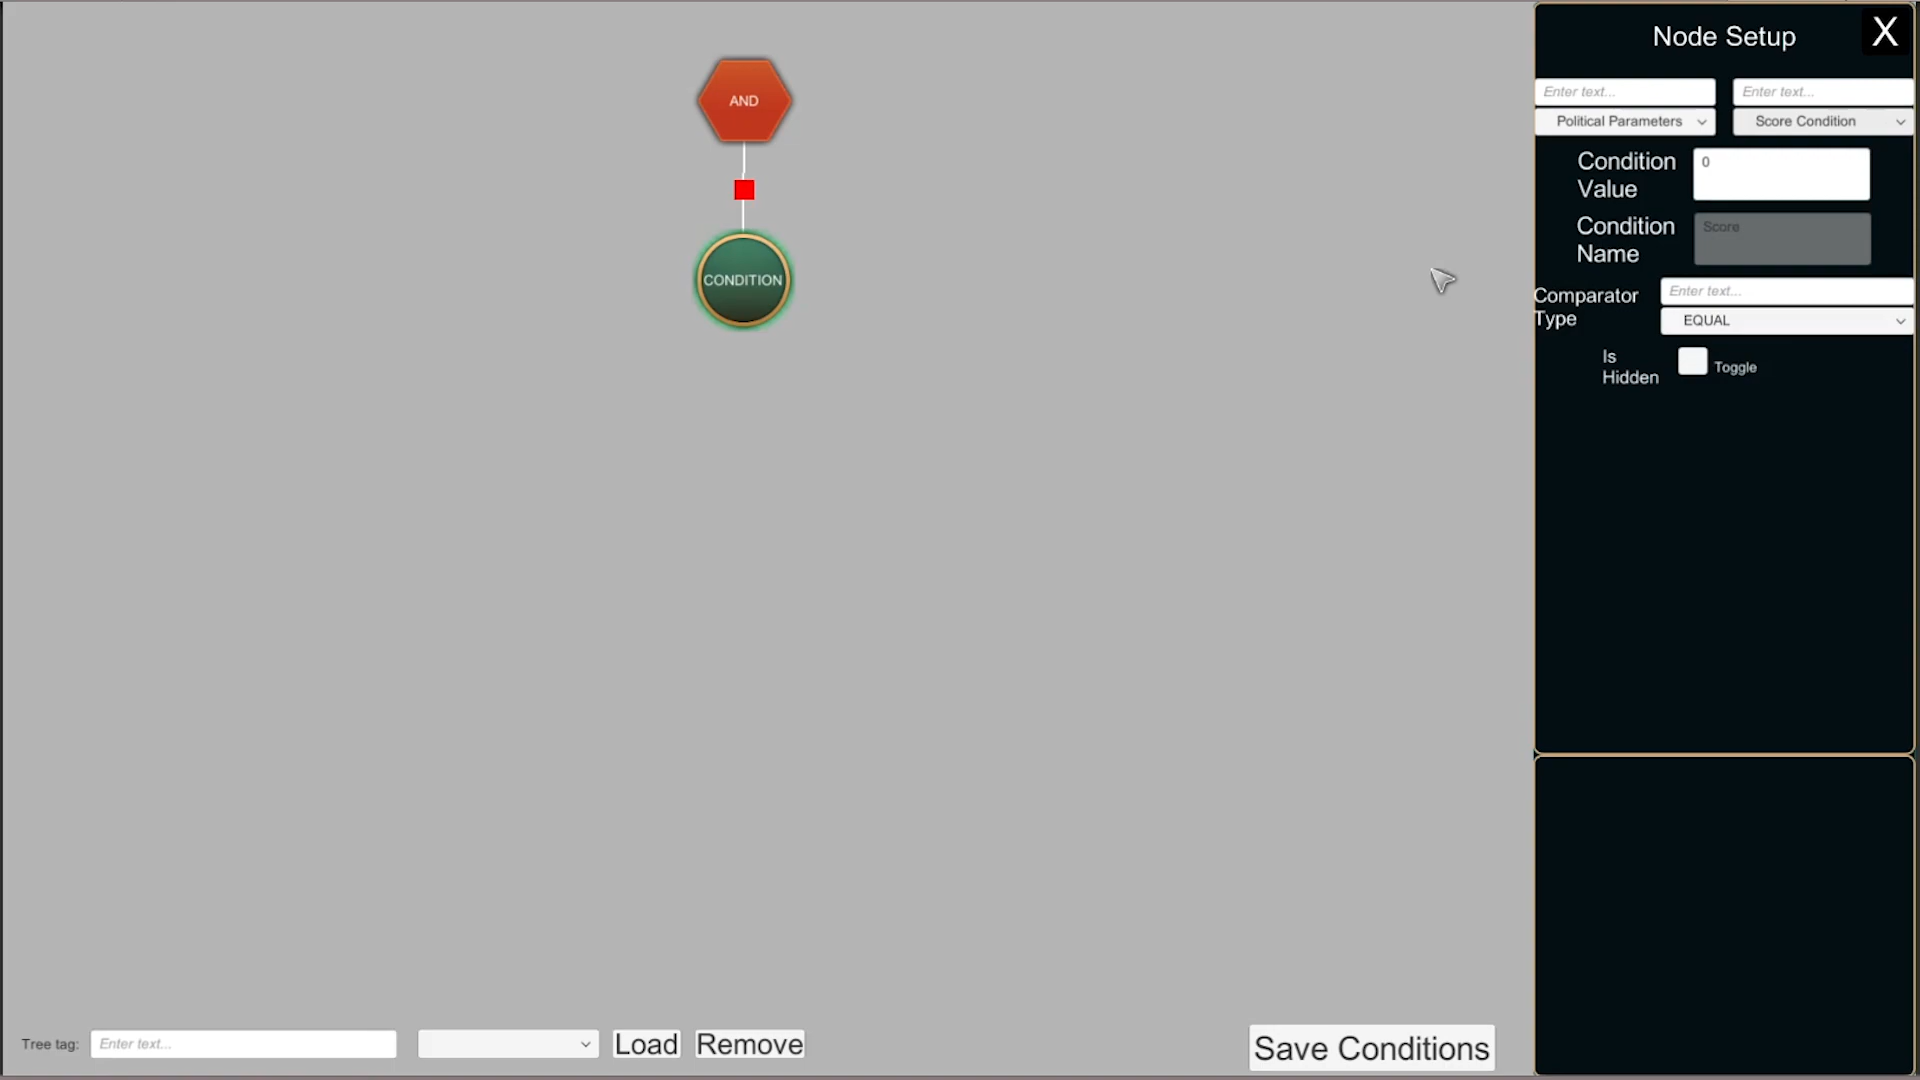 Node Setup
X
AND
CONDITION
Enter text...
Enter text...
Political Parameters
Score Condition
Condition
Value
0
Condition
Name
Score
Comparator
Type
Enter text...
EQUAL
Is
Hidden
Toggle
Tree tag:
Enter text...
Load
Remove
Save Conditions